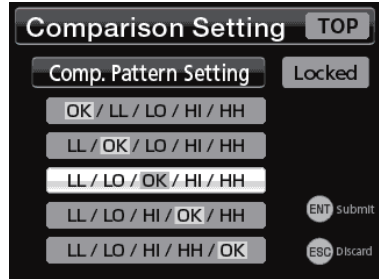 Comparison Setting TOP
Comp. Pattern Setting Locked
OK / LL / LO / HI / HH
LL / OK / LO / HI / HH
LL / LO / OK / HI / HH
LL / LO / HI / OK / HH
ENT Submit
LL / LO / HI / HH / OK
ESC Discard